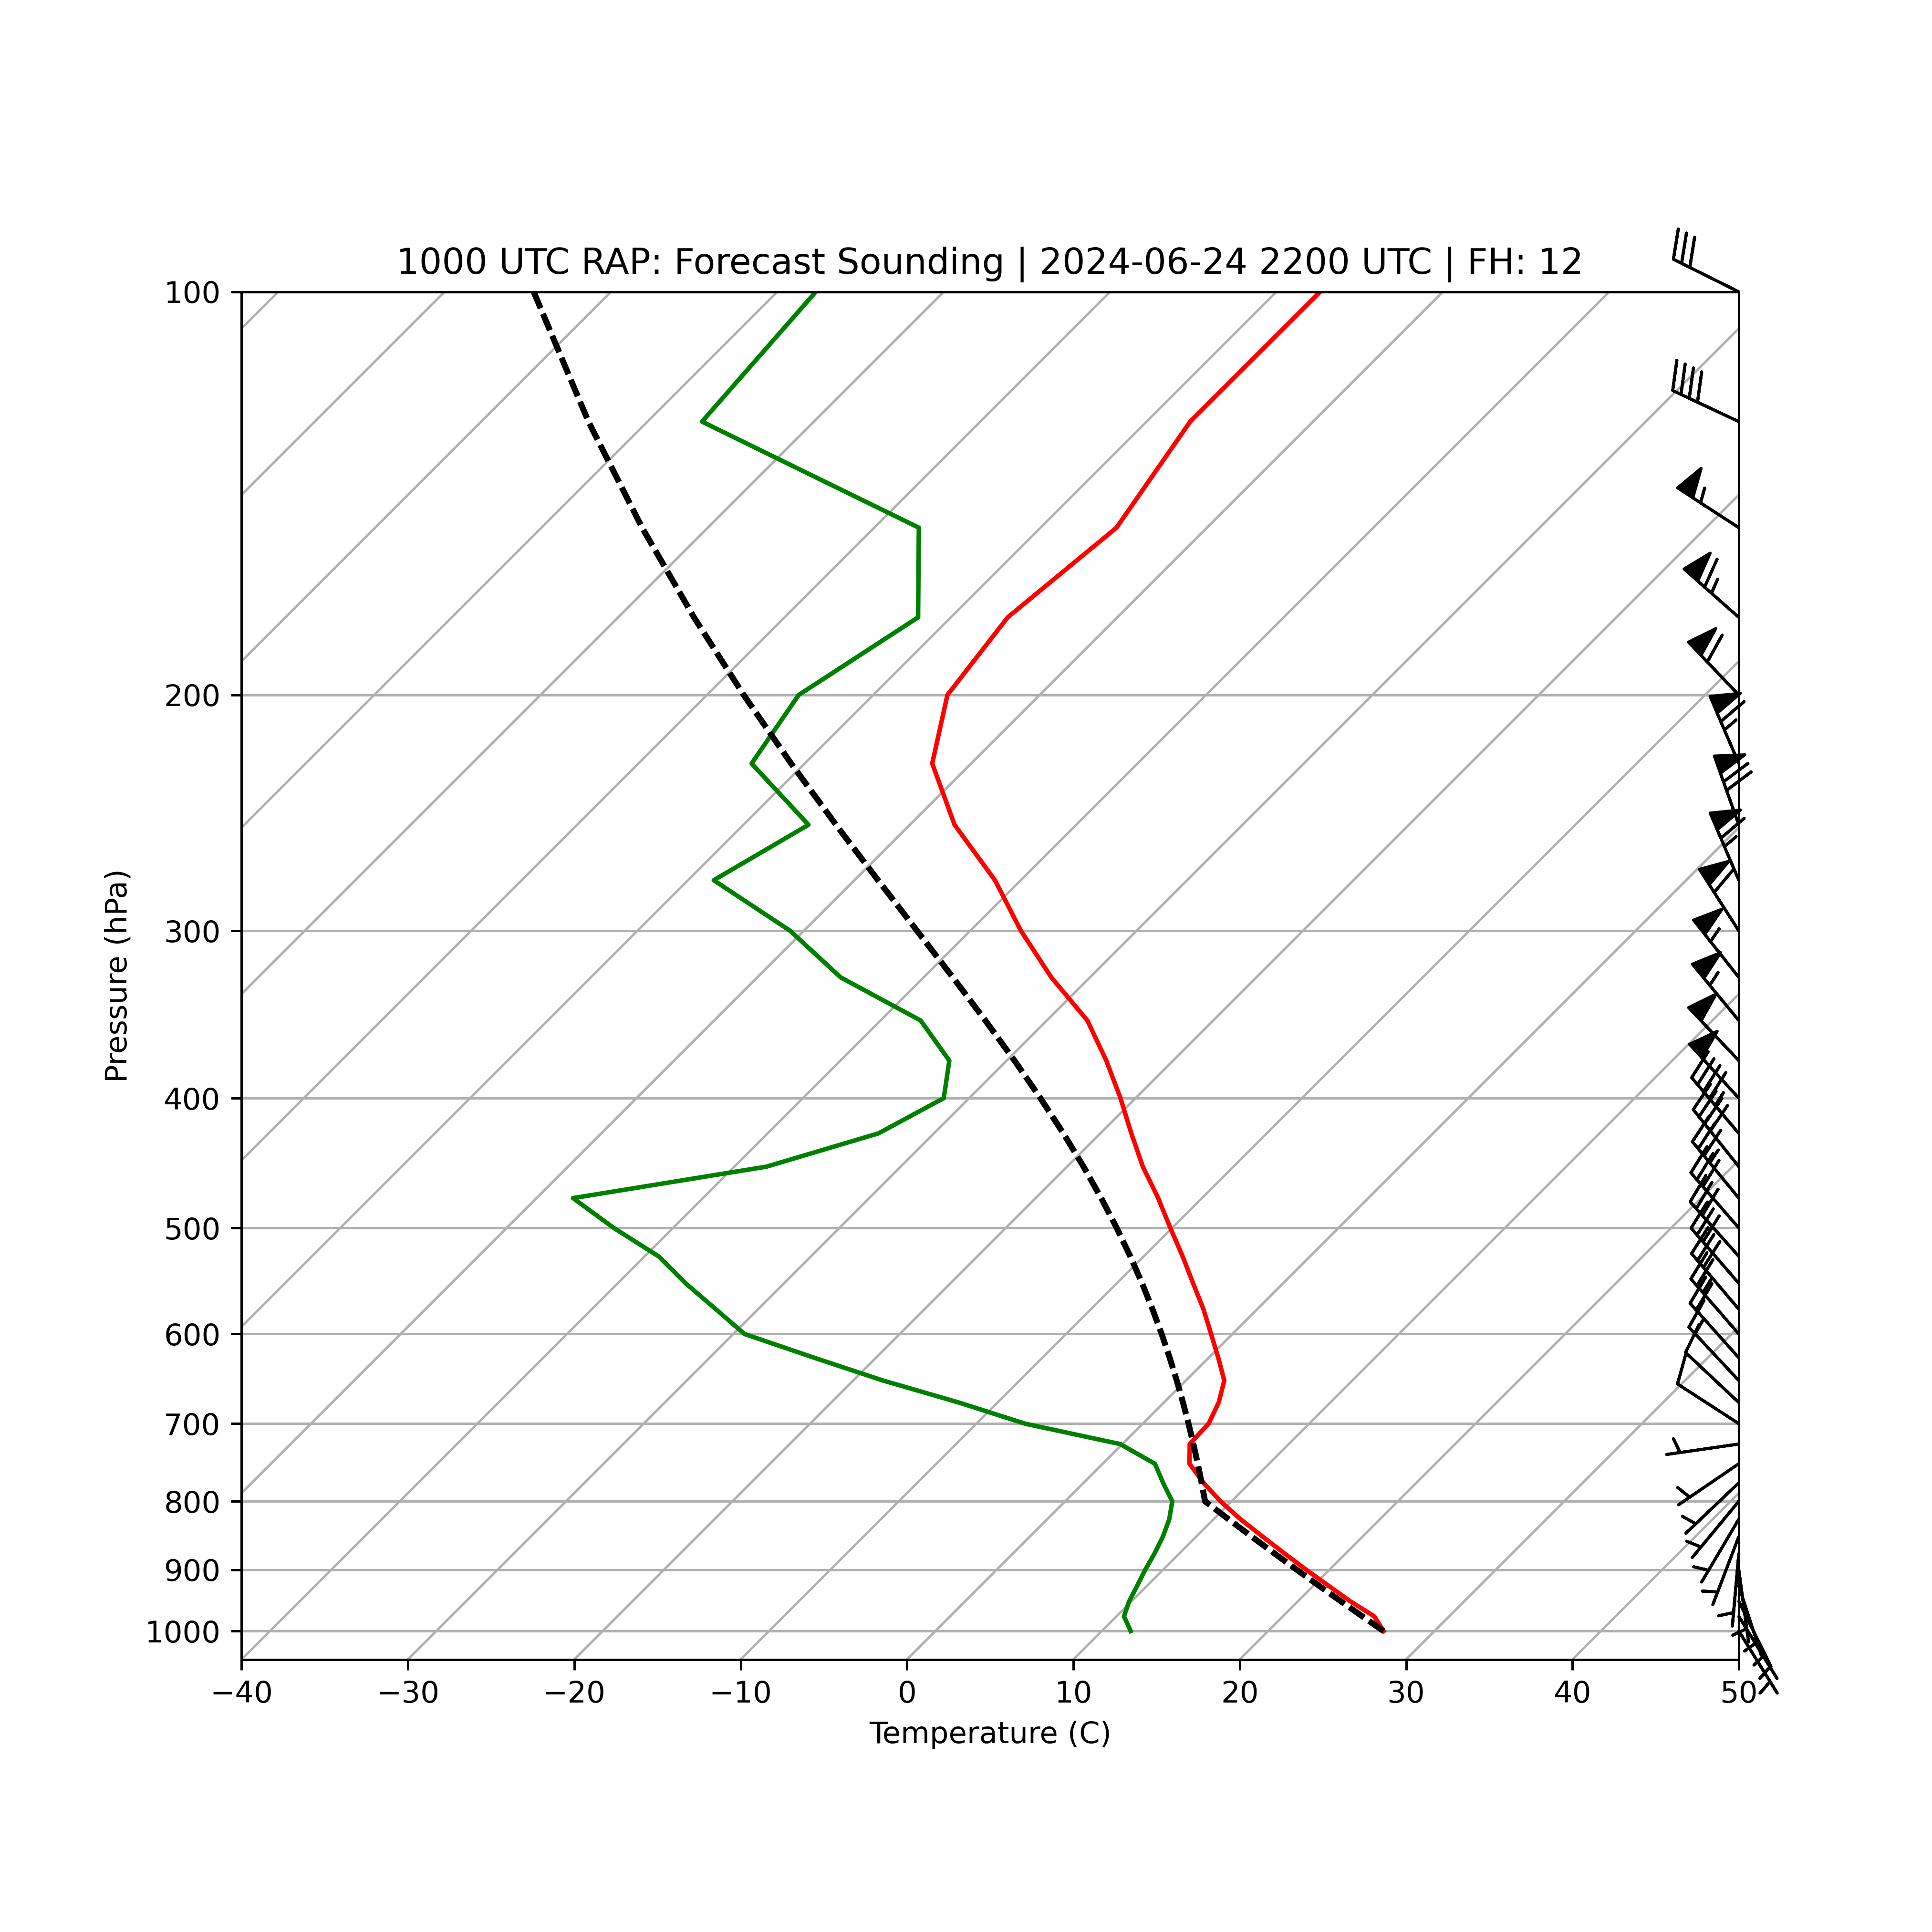 1000 UTC RAP: Forecast Sounding | 2024-06-24 2200 UTC | FH: 12
100
200
300
400
500
600
700
800
900
1000
Pressure (hPa)
−40 −30 −20 −10 0 10 20 30 40 50
Temperature (C)